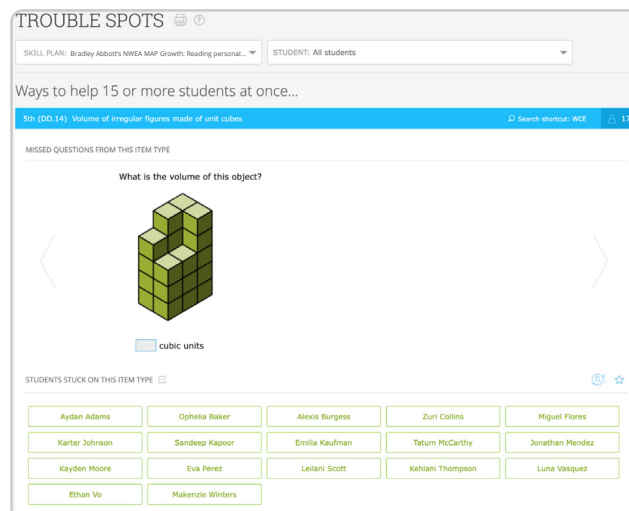 TROUBLE SPOTS ?
SKILL PLAN: Bradley Abbott's NWEA MAP Growth: Reading personal... STUDENT: All students
Ways to help 15 or more students at once...
5th (DD.14) Volume of irregular figures made of unit cubes Search shortcut: WCE 17
MISSED QUESTIONS FROM THIS ITEM TYPE
What is the volume of this object?
cubic units
STUDENTS STUCK ON THIS ITEM TYPE
Aydan Adams Ophelia Baker Alexis Burgess Zuri Collins Miguel Flores
Karter Johnson Sandeep Kapoor Emilia Kaufman Tatum McCarthy Jonathan Mendez
Kayden Moore Eva Perez Leilani Scott Kehlani Thompson Luna Vasquez
Ethan Vo Makenzie Winters